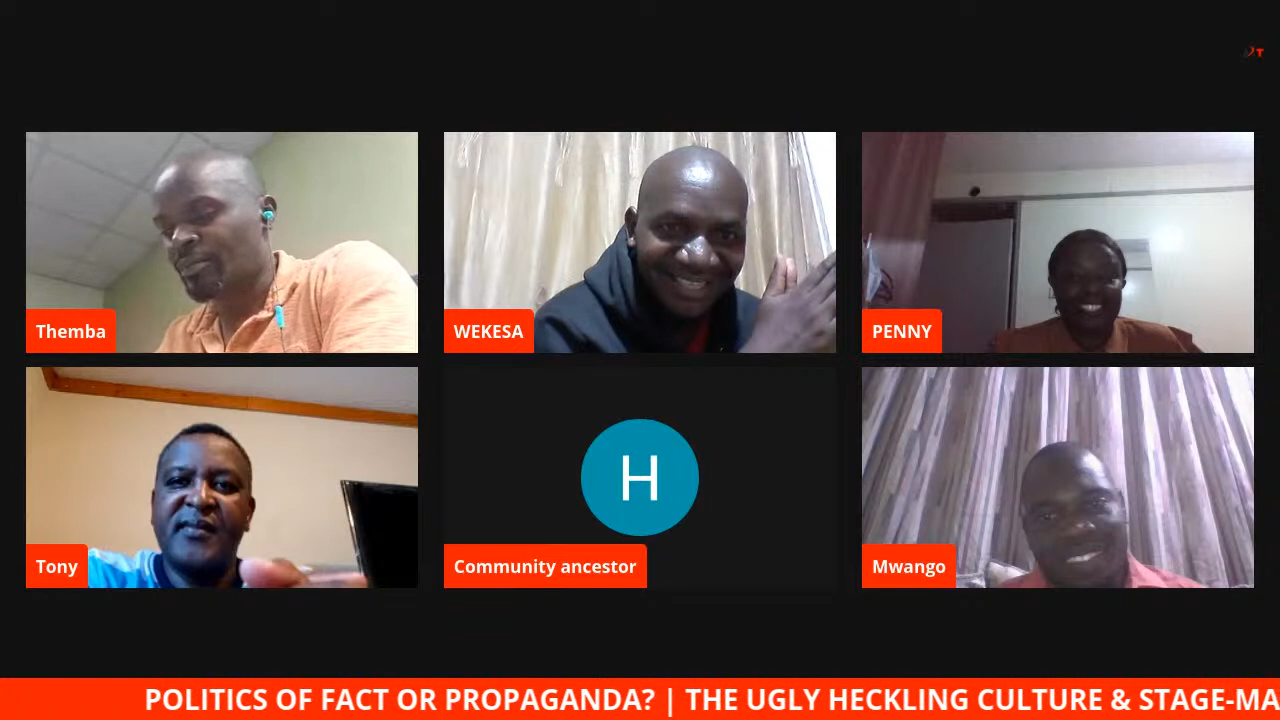 Themba
WEKESA
PENNY
Tony
H
Community ancestor
Mwango
POLITICS OF FACT OR PROPAGANDA? | THE UGLY HECKLING CULTURE & STAGE-MA